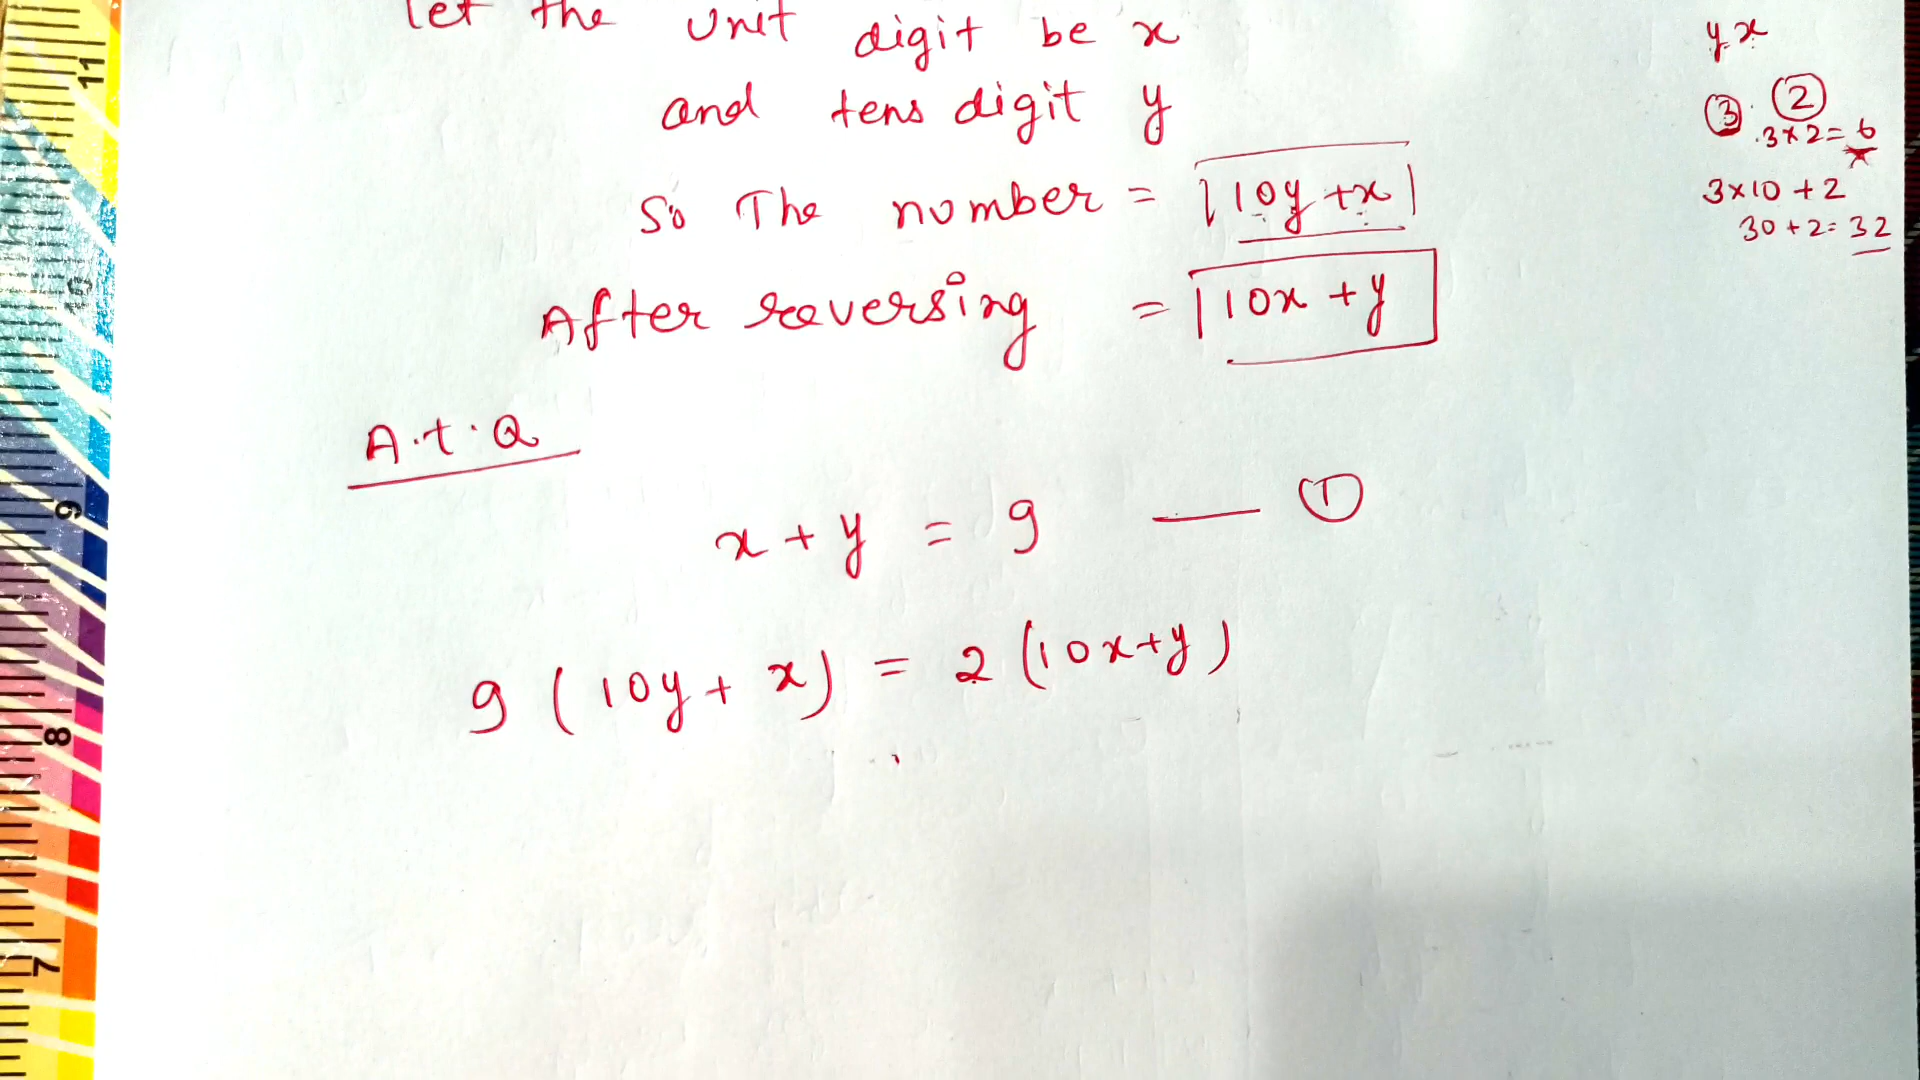 let the unit digit be x
and tens digit y
So The number = 10y + x
After reversing = 10x + y
A.t.Q
x + y = 9 — ①
9 ( 10y + x ) = 2 (10x+y)
yx
③ ②
3×2=6
3×10 +2
30+2=32
11
9
8
7